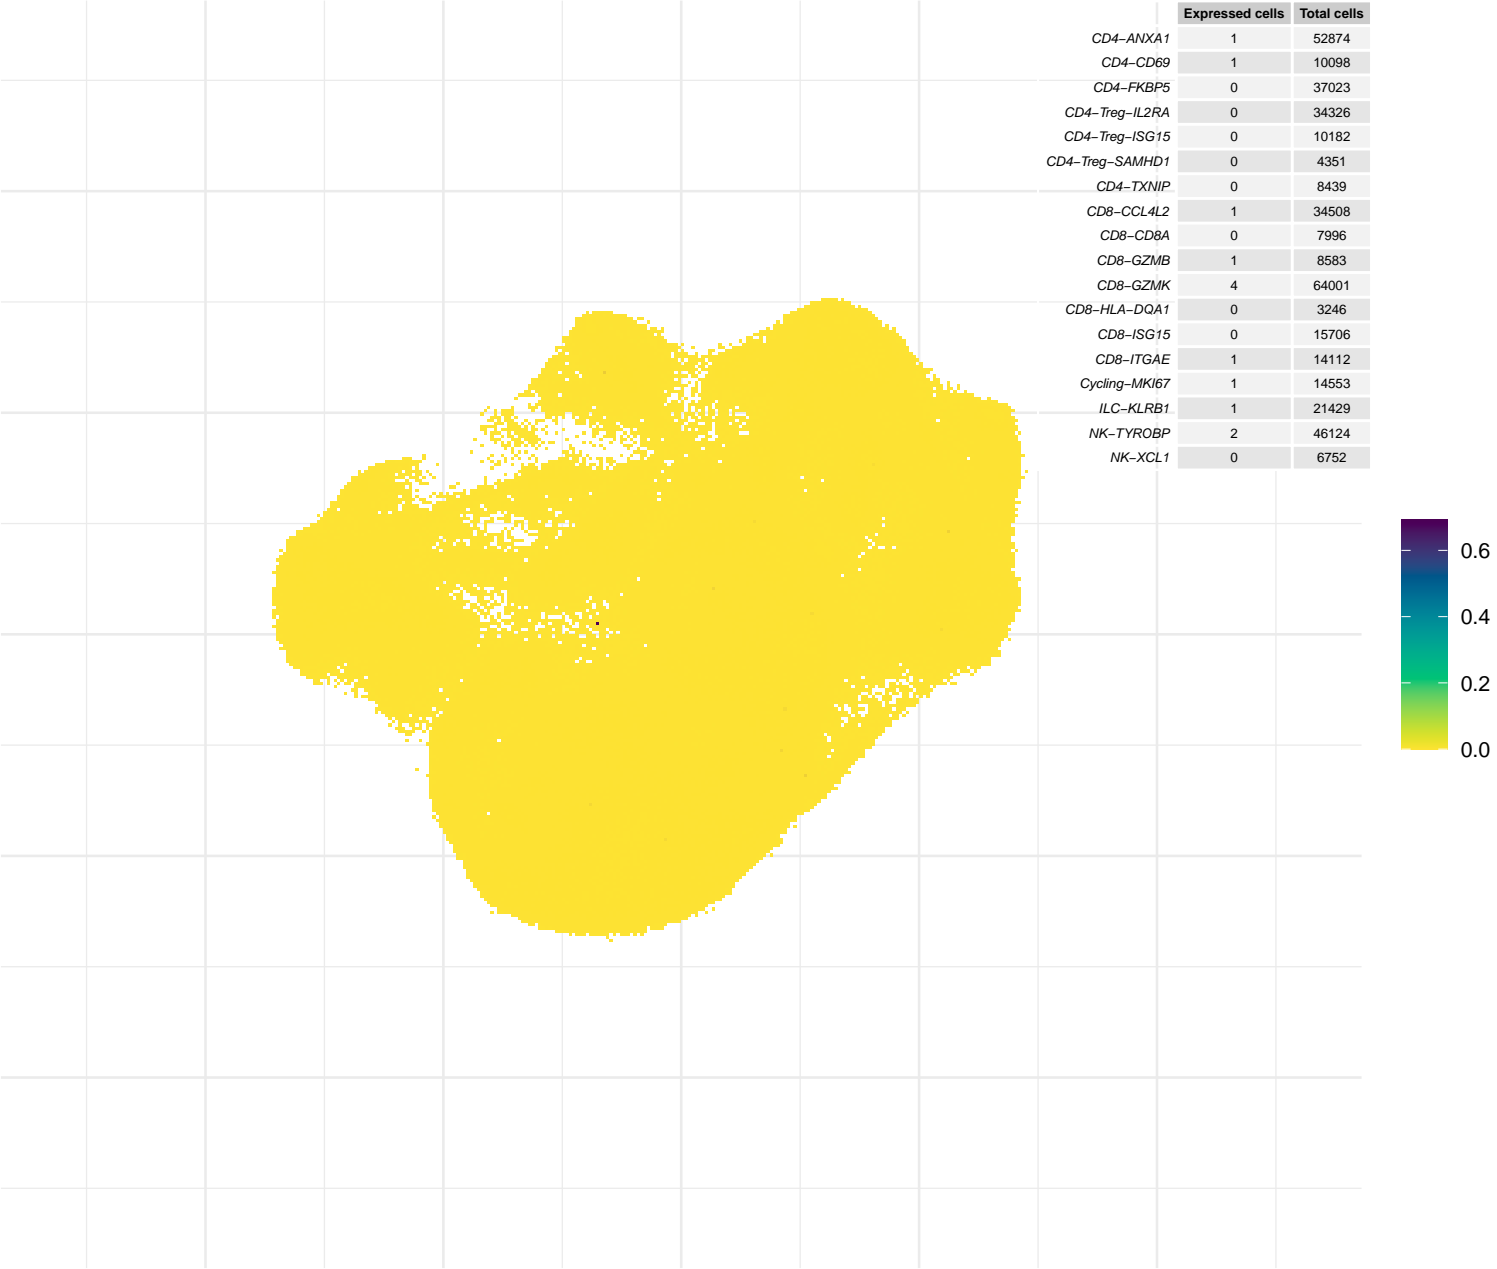 Expressed cells Total cells
CD4−ANXA1 1 52874
CD4−CD69 1 10098
CD4−FKBP5 0 37023
CD4−Treg−IL2RA 0 34326
CD4−Treg−ISG15 0 10182
CD4−Treg−SAMHD1 0 4351
CD4−TXNIP 0 8439
CD8−CCL4L2 1 34508
CD8−CD8A 0 7996
CD8−GZMB 1 8583
CD8−GZMK 4 64001
CD8−HLA−DQA1 0 3246
CD8−ISG15 0 15706
CD8−ITGAE 1 14112
Cycling−MKI67 1 14553
ILC−KLRB1 1 21429
NK−TYROBP 2 46124
NK−XCL1 0 6752
0.6
0.4
0.2
0.0